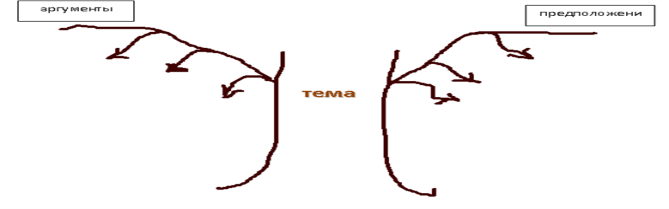 аргументы
предположени
тема